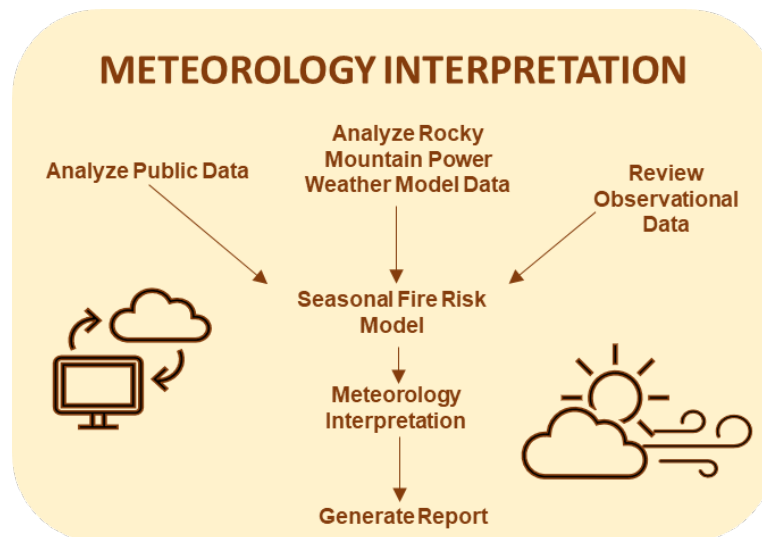 METEOROLOGY INTERPRETATION
Analyze Public Data
Analyze Rocky
Mountain Power
Weather Model Data
Review
Observational
Data
Seasonal Fire Risk
Model
Meteorology
Interpretation
Generate Report